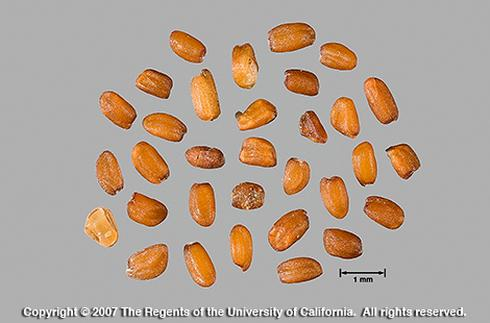 1 mm
Copyright © 2007 The Regents of the University of California. All rights reserved.